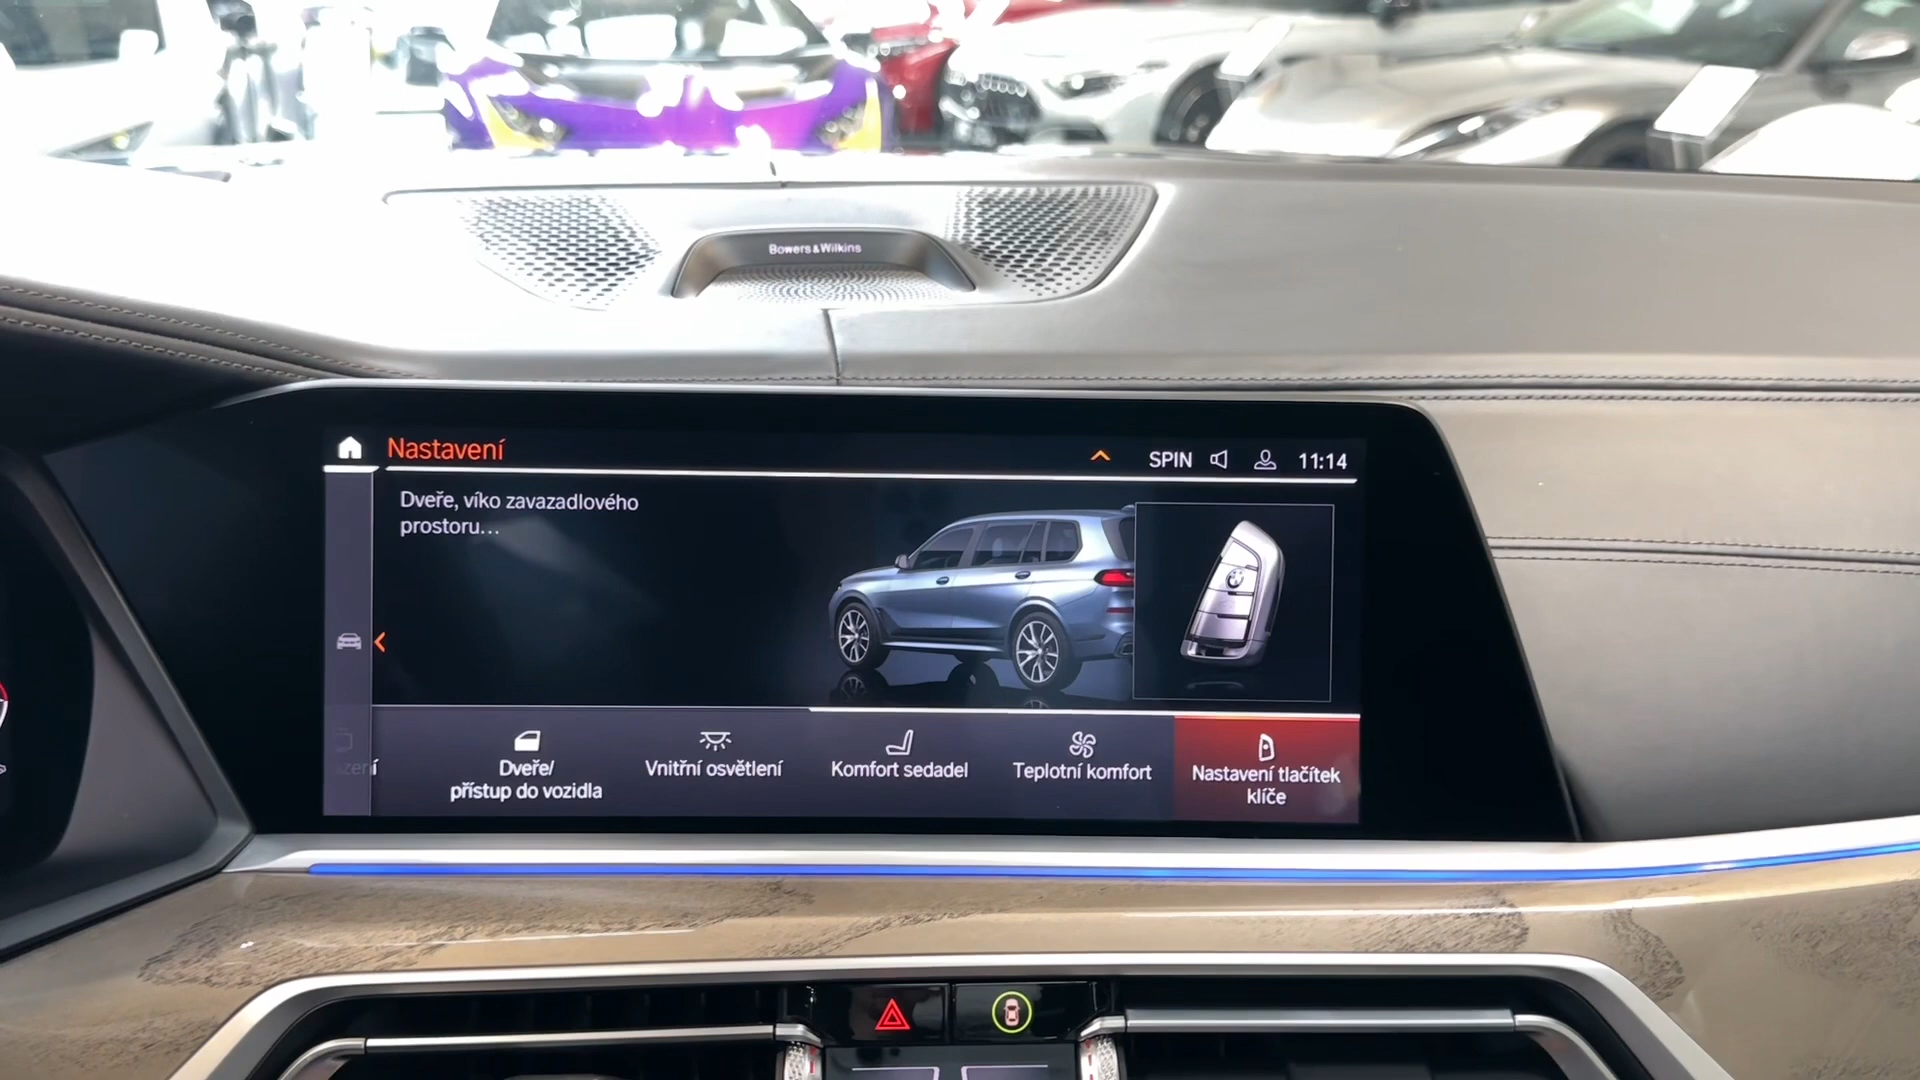 Bowers & Wilkins
Nastavení
SPIN
11:14
Dveře, víko zavazadlového
prostoru...
zení
Dveře/
přístup do vozidla
Vnitřní osvětlení
Komfort sedadel
Teplotní komfort
Nastavení tlačítek
klíče